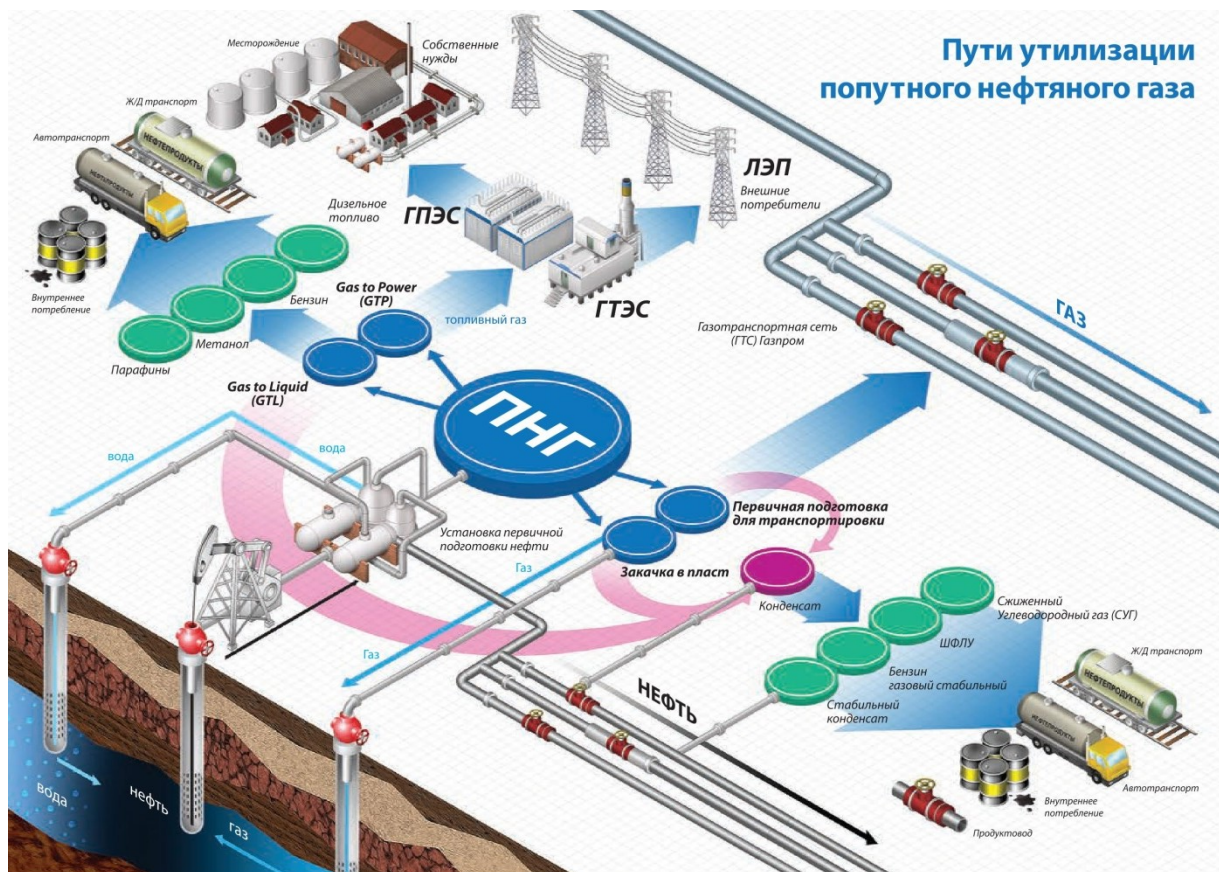 Пути утилизации
попутного нефтяного газа
Месторождение
Собственные
нужды
Ж/Д транспорт
Автотранспорт
НЕФТЕПРОДУКТЫ
НЕФТЕПРОДУКТЫ
Внутреннее
потребление
Дизельное
топливо
Бензин
Метанол
Парафины
ГПЭС
ГТЭС
ЛЭП
Внешние
потребители
Gas to Power
(GTP)
топливный газ
Gas to Liquid
(GTL)
Газотранспортная сеть
(ГТС) Газпром
ГАЗ
ПНГ
вода
вода
Установка первичной
подготовки нефти
Газ
Газ
Первичная подготовка
для транспортировки
Закачка в пласт
Конденсат
Сжиженный
Углеводородный газ (СУГ)
ШФЛУ
Бензин
газовый стабильный
Стабильный
конденсат
НЕФТЬ
Ж/Д транспорт
НЕФТЕПРОДУКТЫ
НЕФТЕПРОДУКТЫ
Автотранспорт
Внутреннее
потребление
Продуктовод
вода
нефть
газ